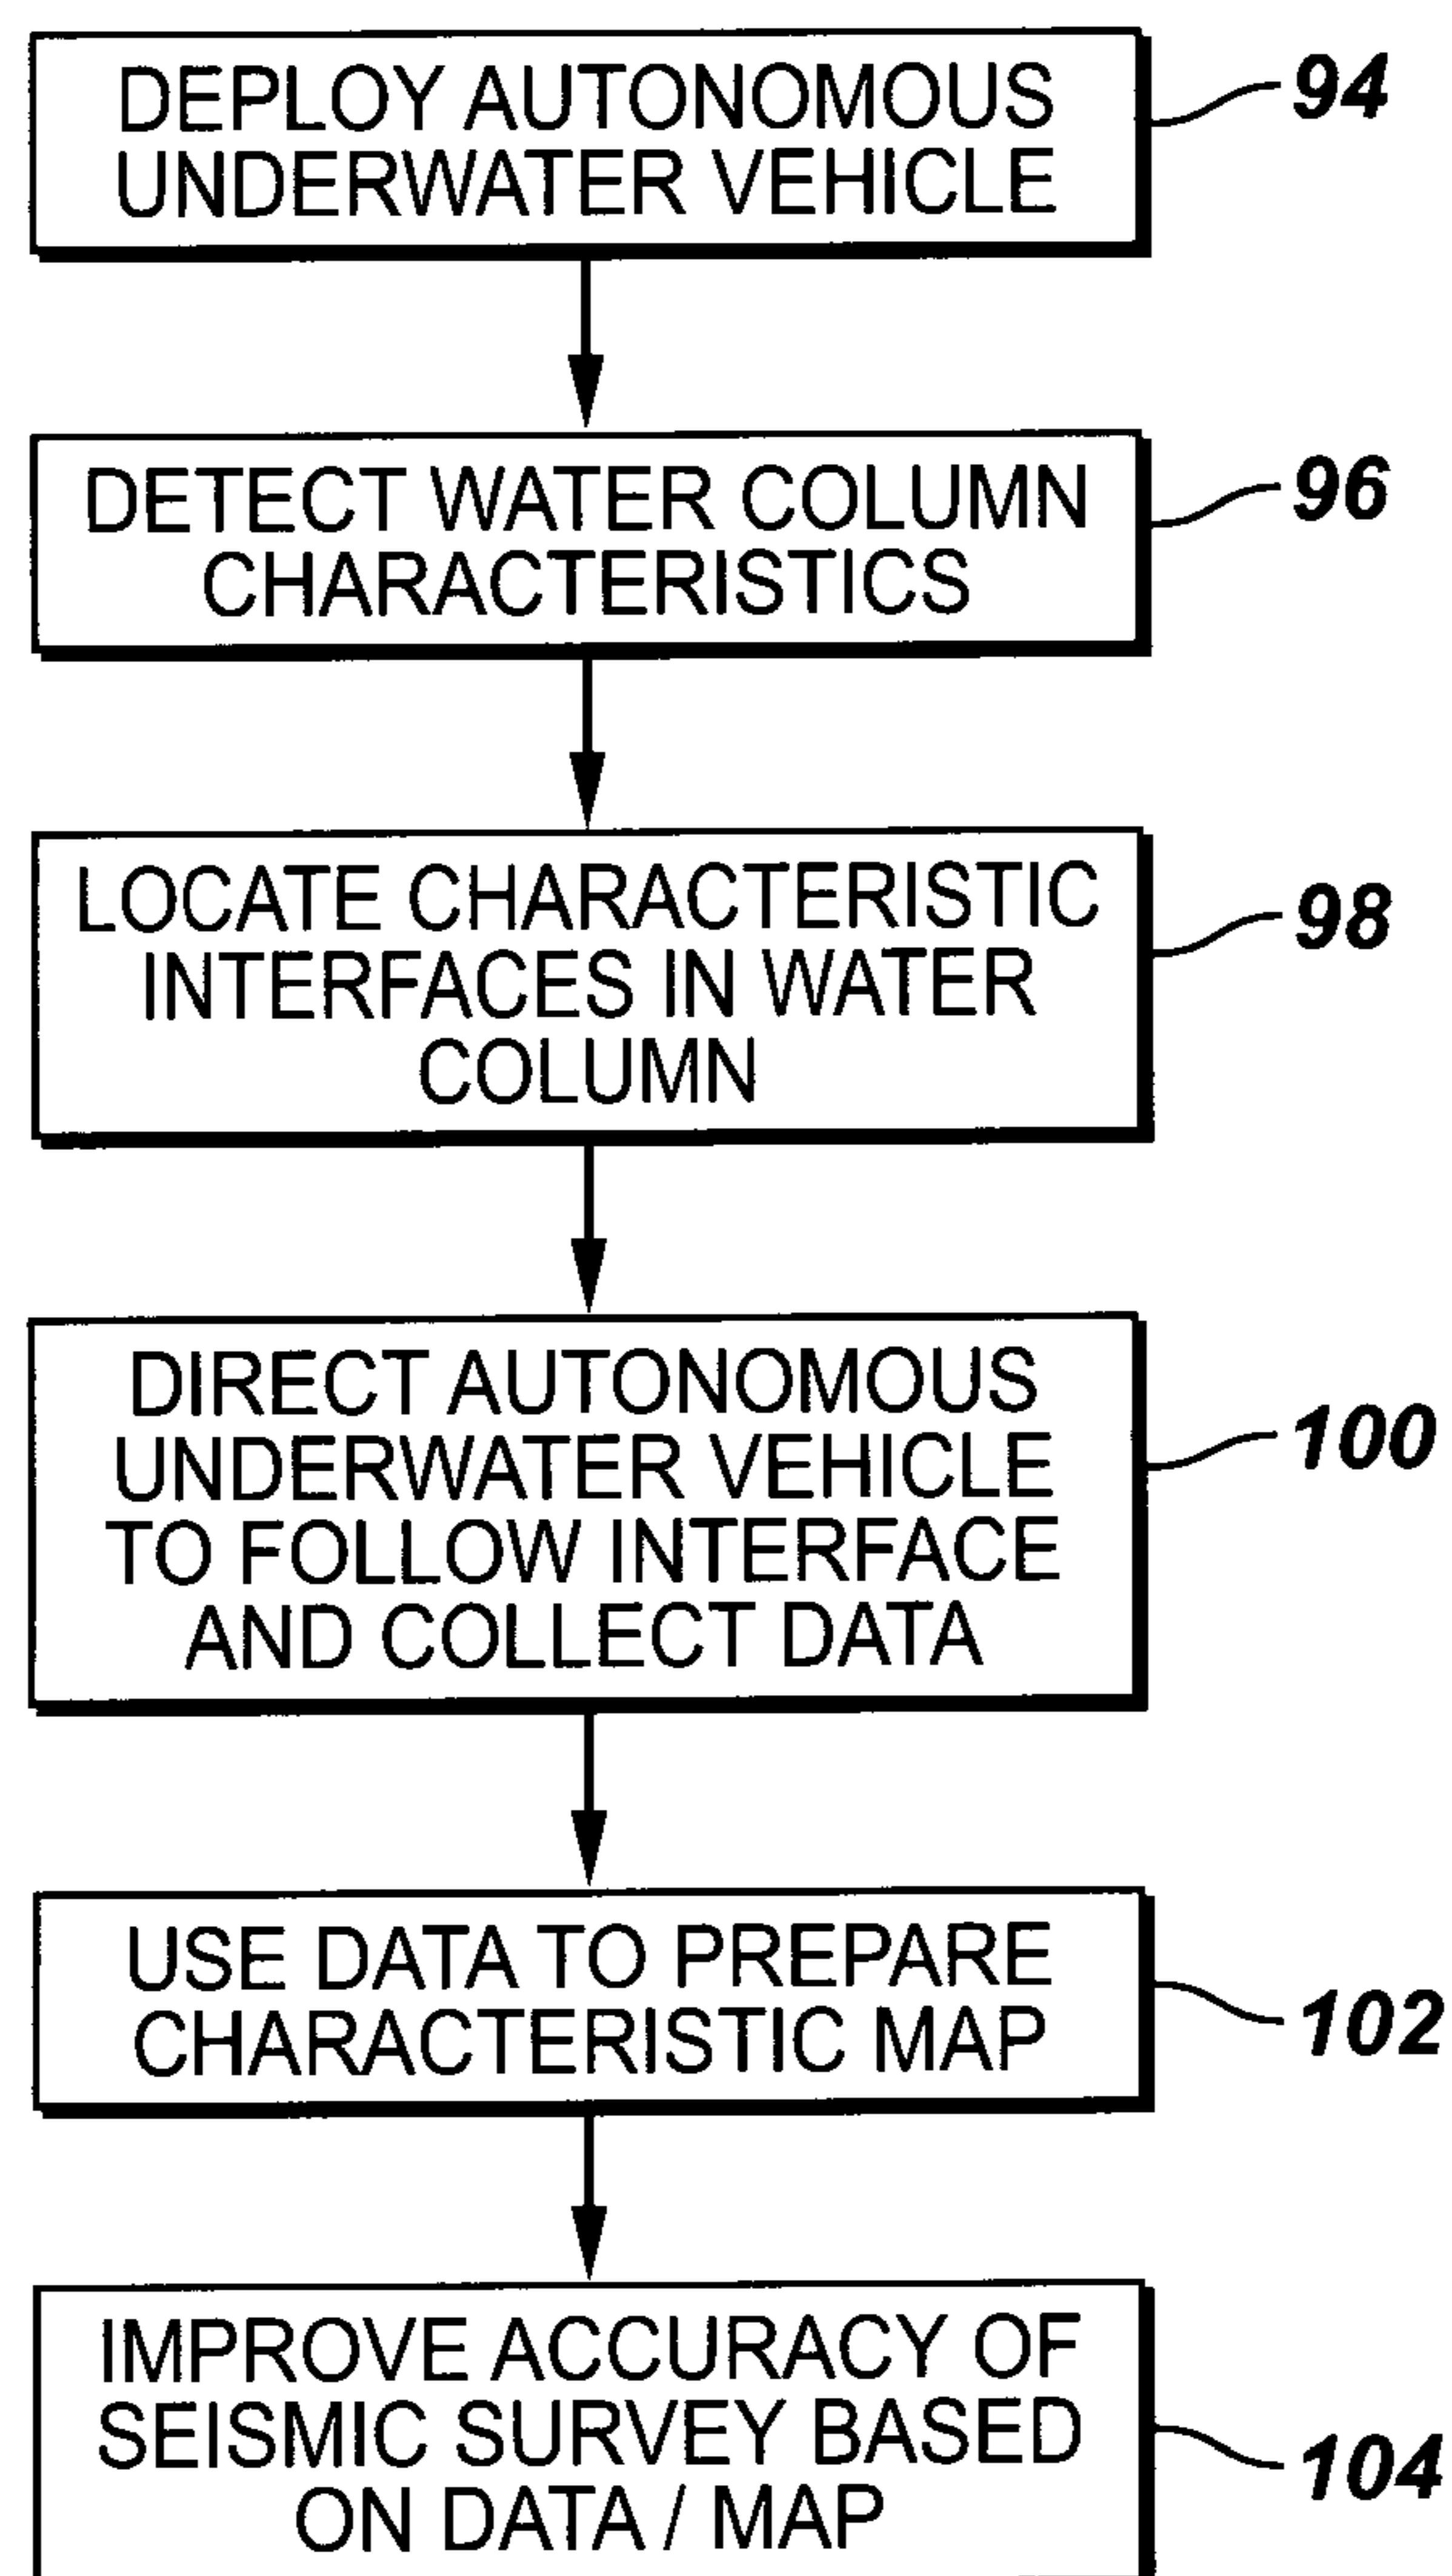 DEPLOY AUTONOMOUS
UNDERWATER VEHICLE
94
DETECT WATER COLUMN
CHARACTERISTICS
96
LOCATE CHARACTERISTIC
INTERFACES IN WATER
COLUMN
98
DIRECT AUTONOMOUS
UNDERWATER VEHICLE
TO FOLLOW INTERFACE
AND COLLECT DATA
100
USE DATA TO PREPARE
CHARACTERISTIC MAP
102
IMPROVE ACCURACY OF
SEISMIC SURVEY BASED
ON DATA / MAP
104